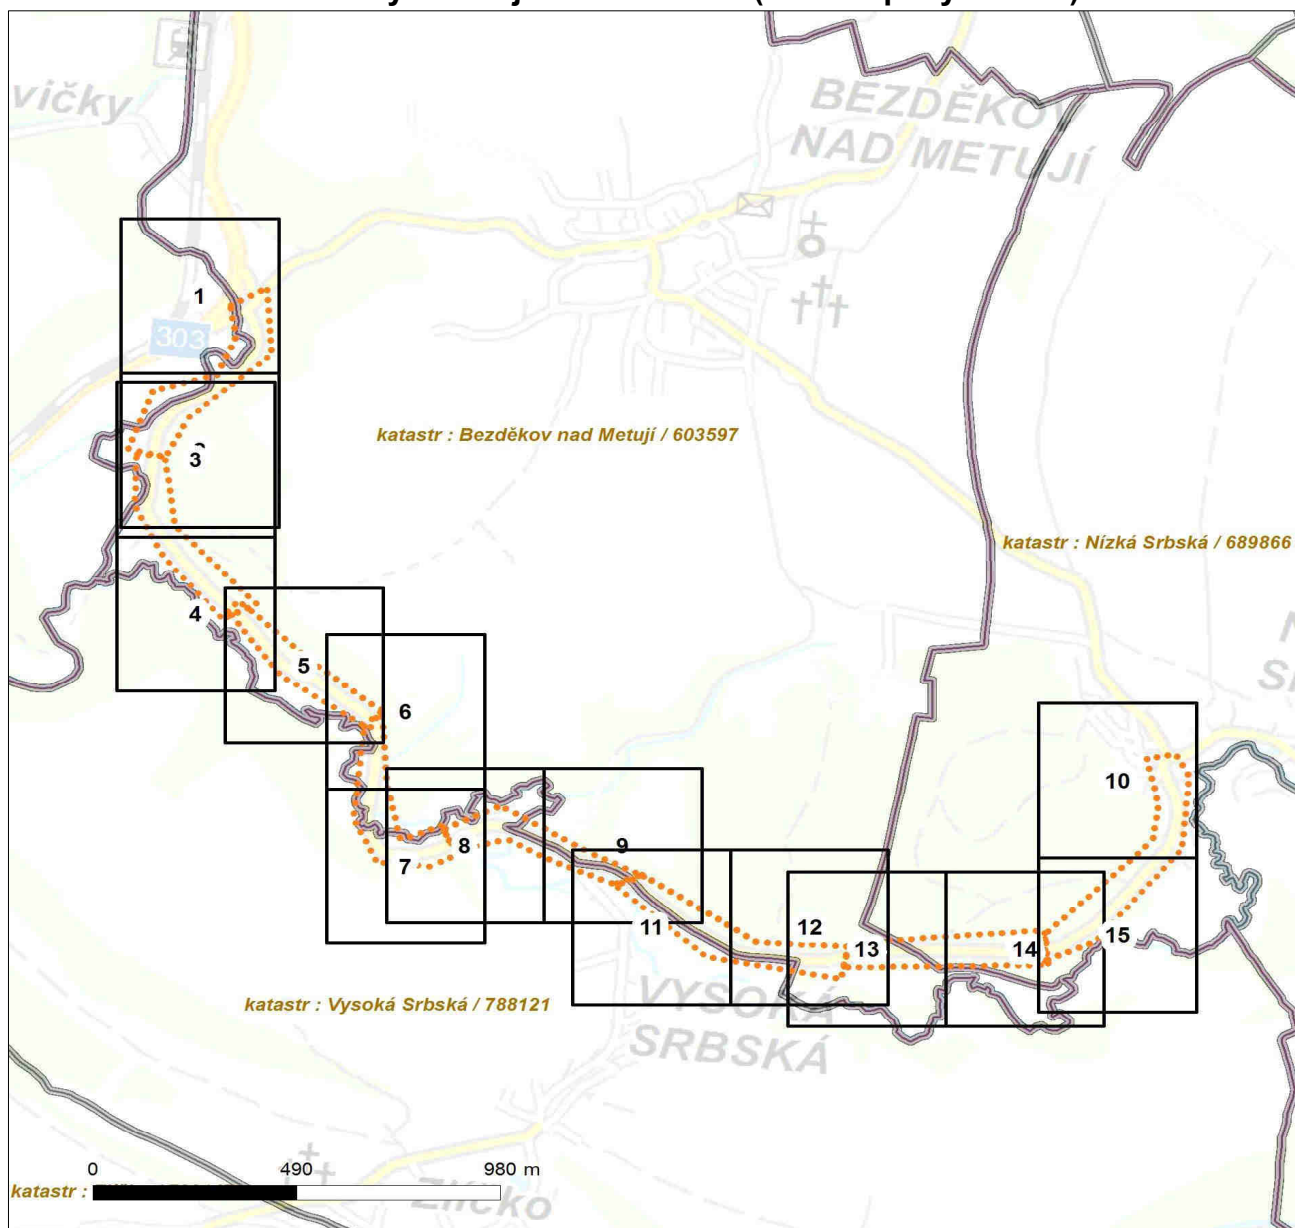 vičky
BEZDĚKOV
NAD METUJÍ
1
303
katastr : Bezděkov nad Metují / 603597
3
katastr : Nízká Srbská / 689866
4
5
6
10
7
8
9
11
12
13
14
15
katastr : Vysoká Srbská / 788121
VYSOKÁ
SRBSKÁ
0 490 980 m
katastr :
Zličko